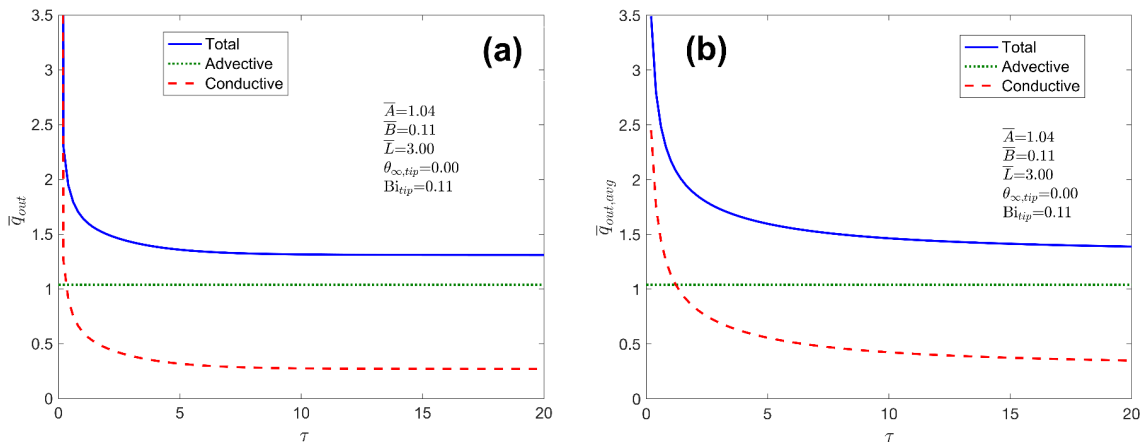 (a)
Total
Advective
Conductive
A̅=1.04
B̅=0.11
L̅=3.00
θ∞,tip=0.00
Bitip=0.11
3.5
3
2.5
2
1.5
1
0.5
0
q̅out
0 5 10 15 20
τ
(b)
Total
Advective
Conductive
A̅=1.04
B̅=0.11
L̅=3.00
θ∞,tip=0.00
Bitip=0.11
3.5
3
2.5
2
1.5
1
0.5
0
q̅out,avg
0 5 10 15 20
τ